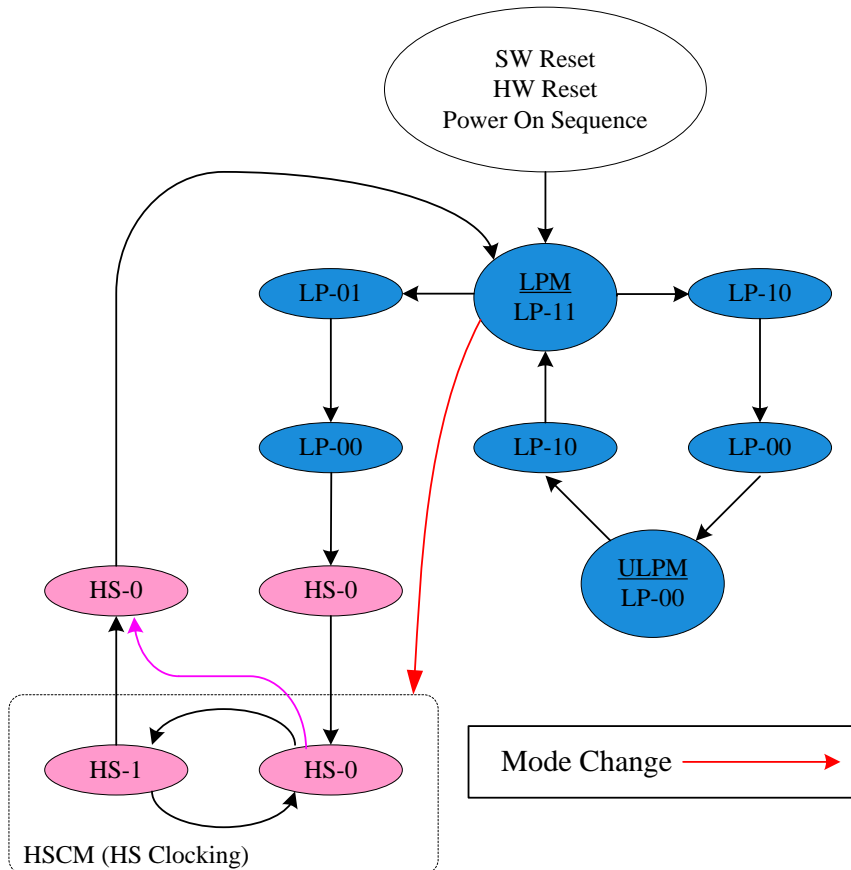 SW Reset
HW Reset
Power On Sequence
LP-01
LPM
LP-11
LP-10
LP-00
LP-10
LP-00
HS-0
HS-0
ULPM
LP-00
HS-1
HS-0
Mode Change
HSCM (HS Clocking)